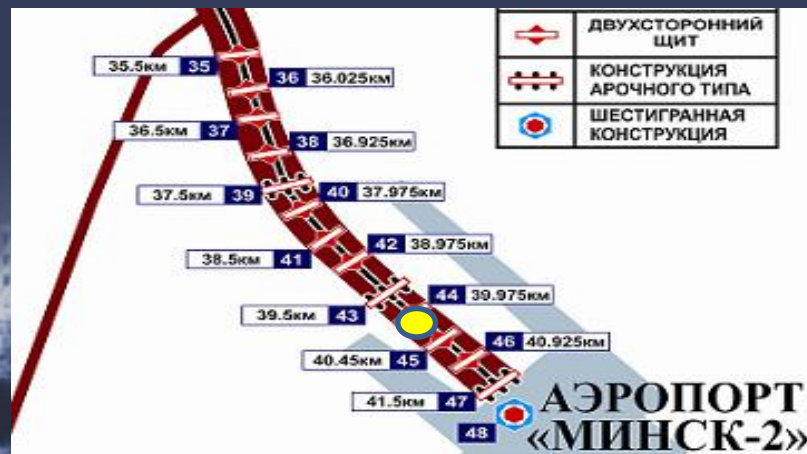 ДВУХСТОРОННИЙ
ЩИТ
КОНСТРУКЦИЯ
АРОЧНОГО ТИПА
ШЕСТИГРАННАЯ
КОНСТРУКЦИЯ
35.5км 35
36 36.025км
36.5км 37
38 36.925км
37.5км 39
40 37.975км
38.5км 41
42 38.975км
39.5км 43
44 39.975км
40.45км 45
46 40.925км
41.5км 47
48
АЭРОПОРТ
«МИНСК-2»